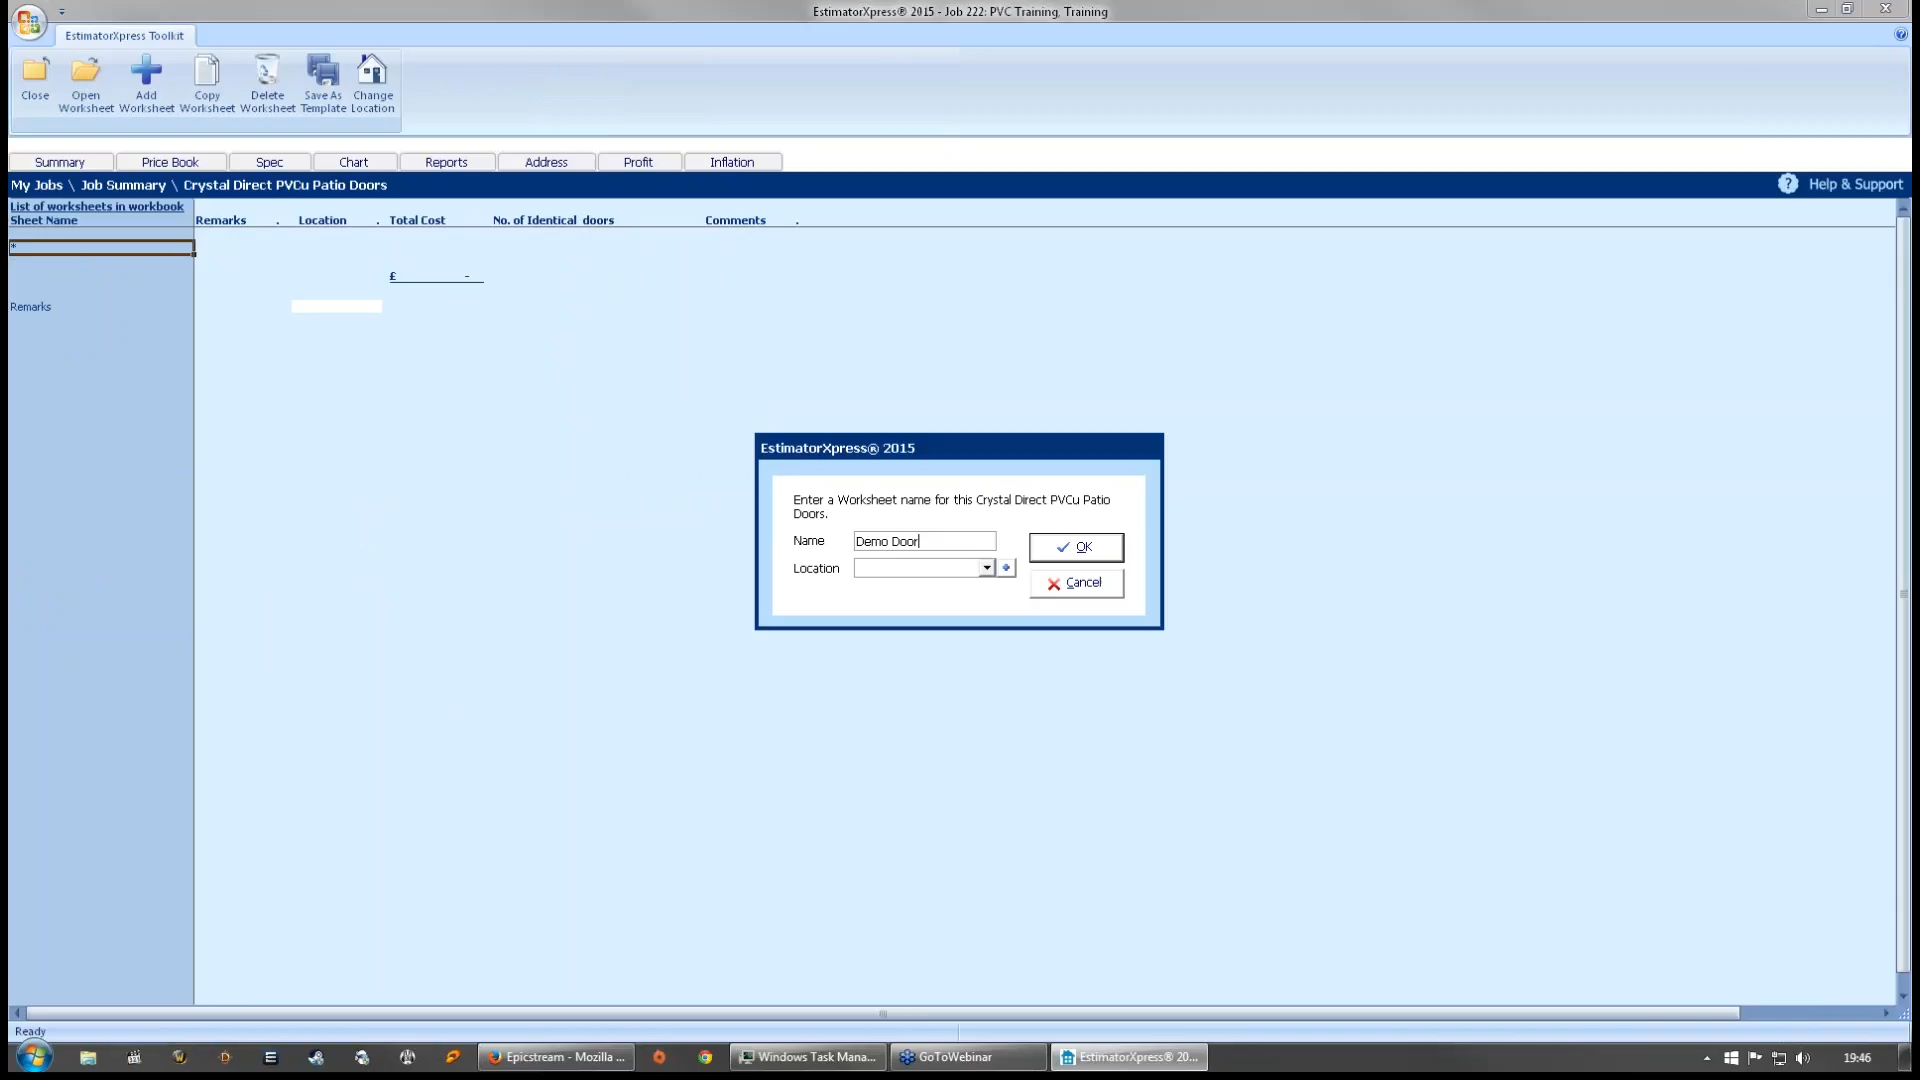 EstimatorXpress® 2015 - Job 222: PVC Training, Training
EstimatorXpress Toolkit
Close
Open Worksheet
Add Worksheet
Copy Worksheet
Delete Worksheet
Save As Template
Change Location
Summary
Price Book
Spec
Chart
Reports
Address
Profit
Inflation
My Jobs \ Job Summary \ Crystal Direct PVCu Patio Doors
? Help & Support
List of worksheets in workbook
Sheet Name
Remarks .
Location .
Total Cost
No. of Identical doors
Comments .
*
£ -
Remarks
EstimatorXpress® 2015
Enter a Worksheet name for this Crystal Direct PVCu Patio
Doors.
Name
Demo Door
OK
Location
Cancel
Ready
Epicstream - Mozilla ...
Windows Task Mana...
GoToWebinar
EstimatorXpress® 20...
19:46